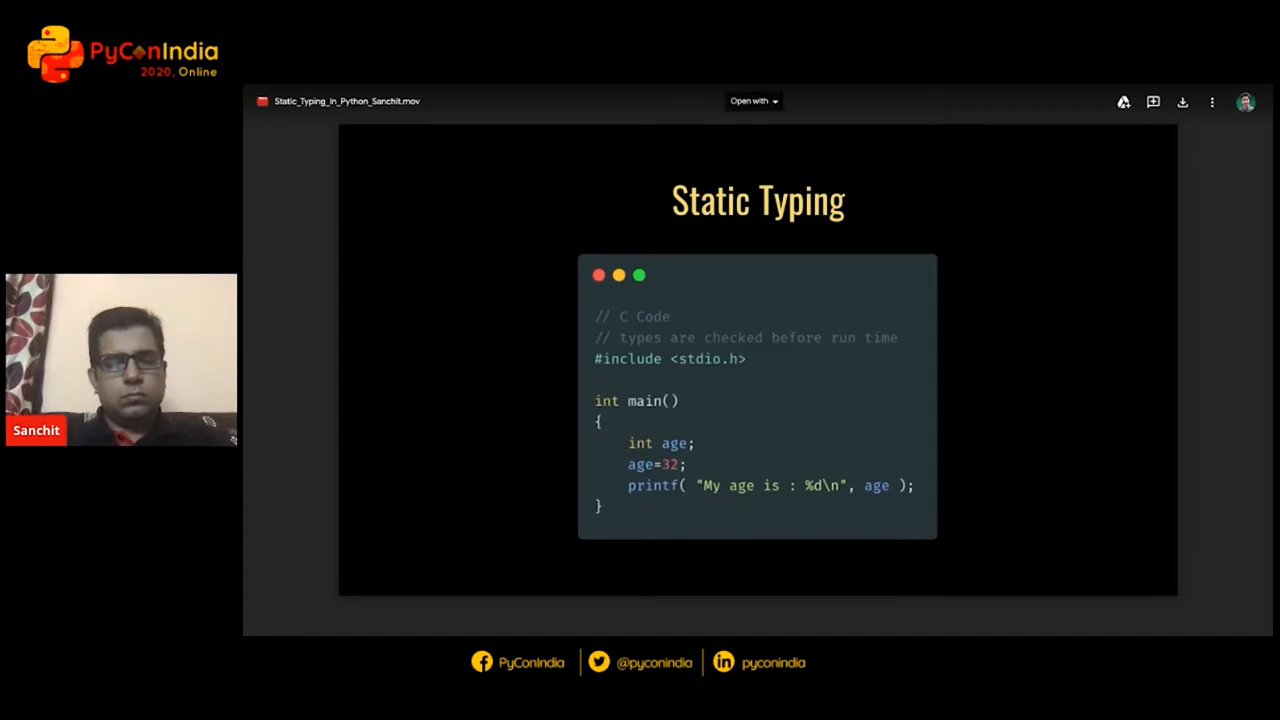 PyConIndia
2020, Online
Static_Typing_In_Python_Sanchit.mov
Open with
Static Typing
// C Code
// types are checked before run time
#include <stdio.h>
int main()
{
int age;
age=32;
printf( "My age is : %d\n", age );
}
Sanchit
PyConIndia
@pyconindia
pyconindia